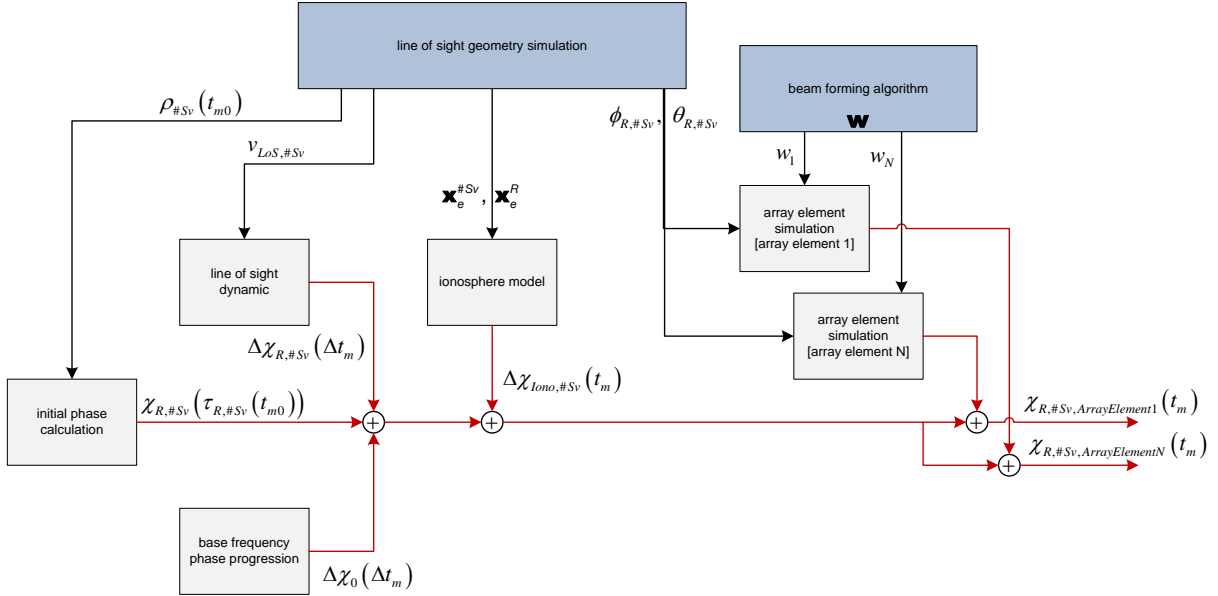 line of sight geometry simulation
beam forming algorithm
w
ρ#Sv(tm0)
vLoS,#Sv
ϕR,#Sv, θR,#Sv
w1
wN
xe#Sv, xeR
array element
simulation
[array element 1]
line of sight
dynamic
ionosphere model
array element
simulation
[array element N]
ΔχR,#Sv(Δtm)
ΔχIono,#Sv(tm)
initial phase
calculation
χR,#Sv(τR,#Sv(tm0))
+
+
+
+
χR,#Sv,ArrayElement1(tm)
χR,#Sv,ArrayElementN(tm)
base frequency
phase progression
Δχ0(Δtm)